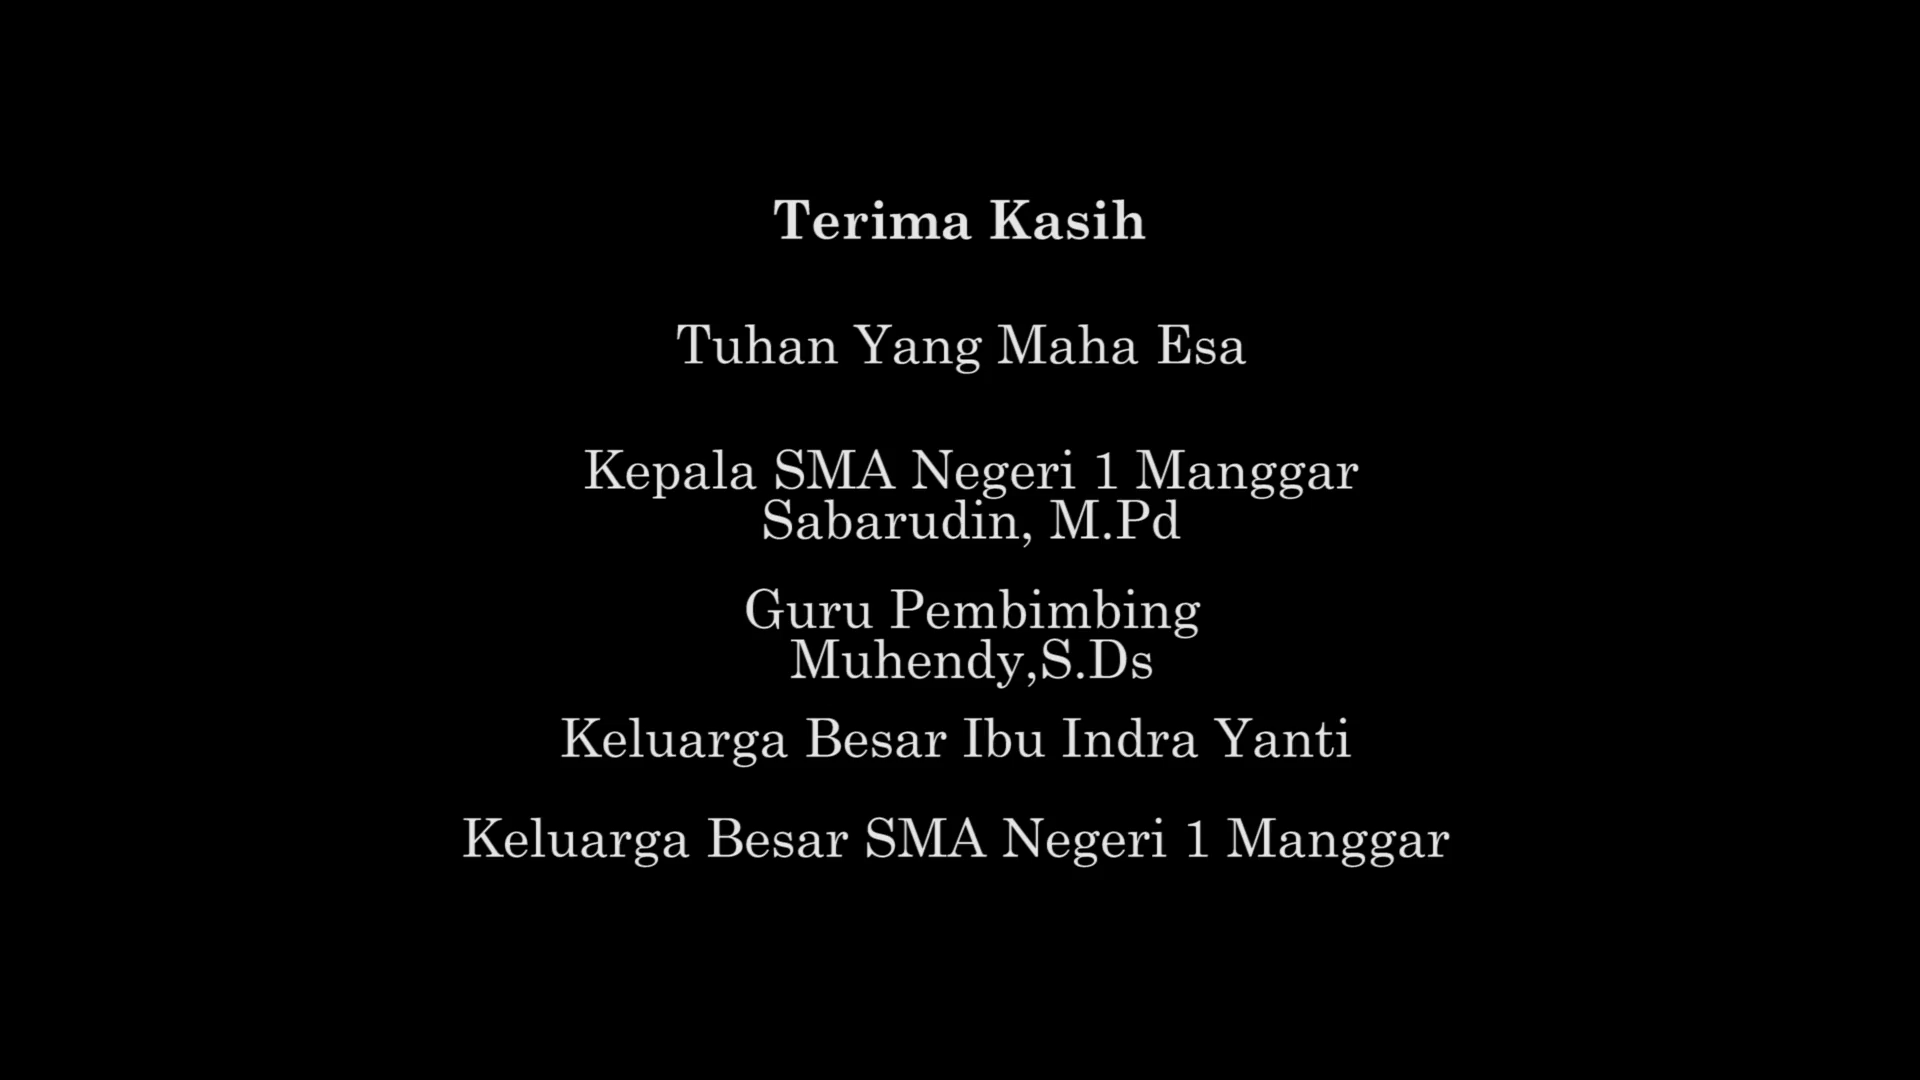 Terima Kasih
Tuhan Yang Maha Esa
Kepala SMA Negeri 1 Manggar
Sabarudin, M.Pd
Guru Pembimbing
Muhendy,S.Ds
Keluarga Besar Ibu Indra Yanti
Keluarga Besar SMA Negeri 1 Manggar